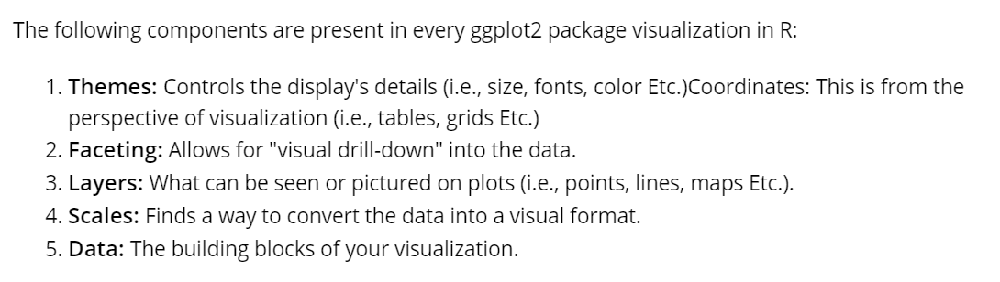 The following components are present in every ggplot2 package visualization in R:
1. Themes: Controls the display's details (i.e., size, fonts, color Etc.)Coordinates: This is from the
perspective of visualization (i.e., tables, grids Etc.)
2. Faceting: Allows for "visual drill-down" into the data.
3. Layers: What can be seen or pictured on plots (i.e., points, lines, maps Etc.).
4. Scales: Finds a way to convert the data into a visual format.
5. Data: The building blocks of your visualization.